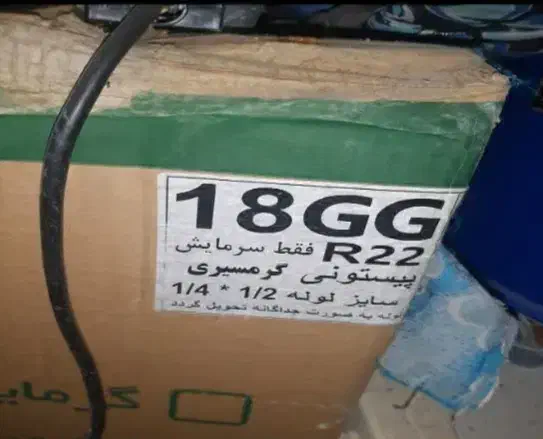 18GG
R22 فقط سرمایش
پیستونی گرمسیری
سایز لوله 1/2 * 1/4
لوله به صورت جداگانه تحویل گردد